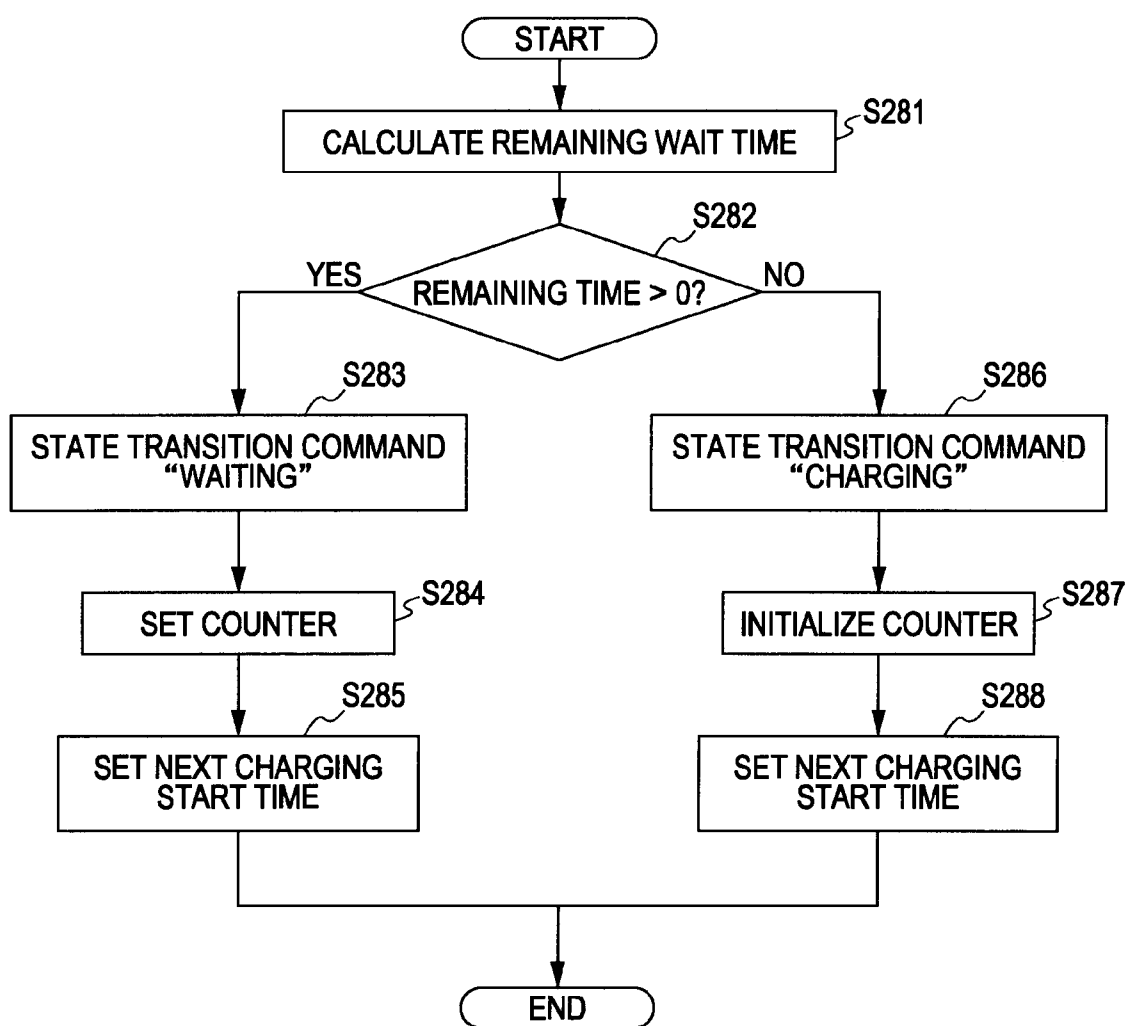 START
S281
CALCULATE REMAINING WAIT TIME
S282
YES
REMAINING TIME > 0?
NO
S283
STATE TRANSITION COMMAND
“WAITING”
S286
STATE TRANSITION COMMAND
“CHARGING”
S284
SET COUNTER
S287
INITIALIZE COUNTER
S285
SET NEXT CHARGING
START TIME
S288
SET NEXT CHARGING
START TIME
END